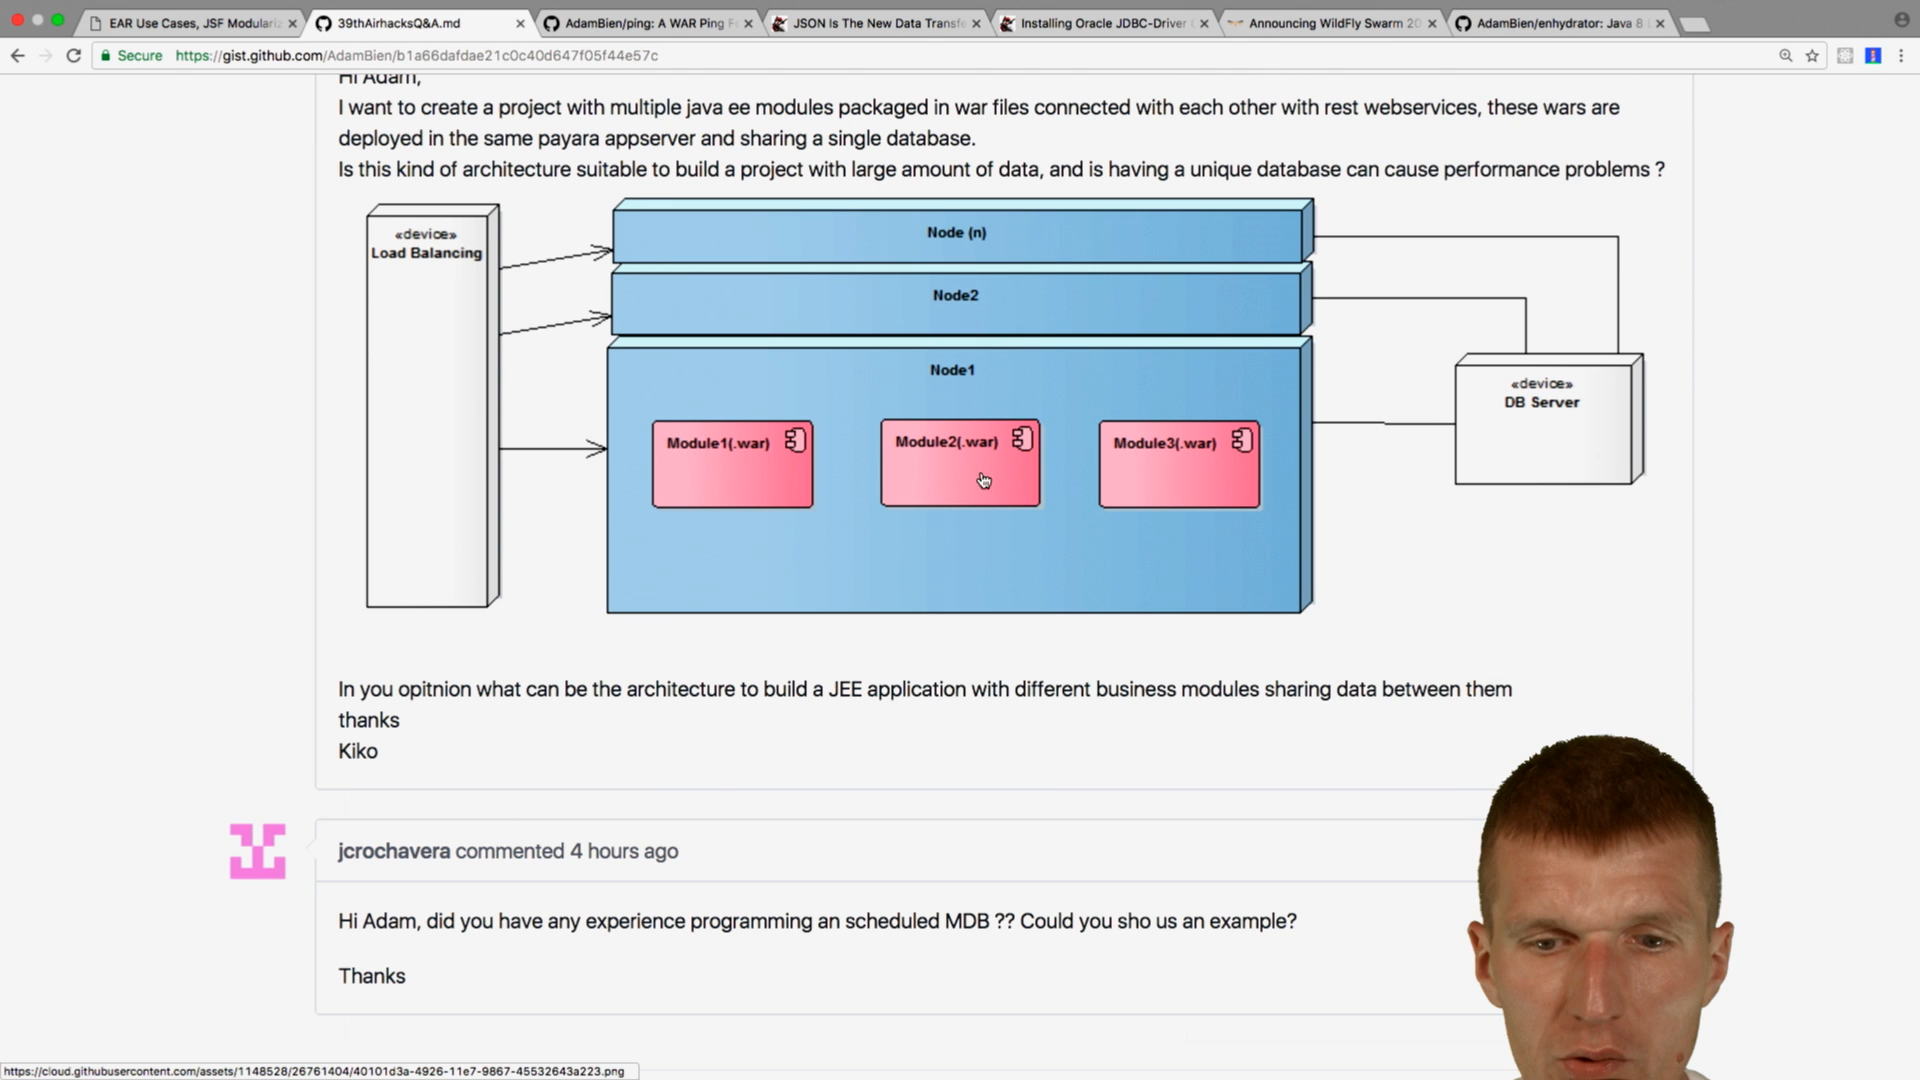 EAR Use Cases, JSF Modulariz
39thAirhacksQ&A.md
AdamBien/ping: A WAR Ping F
JSON Is The New Data Transfe
Installing Oracle JDBC-Driver
Announcing WildFly Swarm 20
AdamBien/enhydrator: Java 8
Secure https://gist.github.com/AdamBien/b1a66dafdae21c0c40d647f05f44e57c
Hi Adam,
I want to create a project with multiple java ee modules packaged in war files connected with each other with rest webservices, these wars are
deployed in the same payara appserver and sharing a single database.
Is this kind of architecture suitable to build a project with large amount of data, and is having a unique database can cause performance problems ?
«device»
Load Balancing
Node (n)
Node2
Node1
Module1(.war)
Module2(.war)
Module3(.war)
«device»
DB Server
In you opitnion what can be the architecture to build a JEE application with different business modules sharing data between them
thanks
Kiko
jcrochavera commented 4 hours ago
Hi Adam, did you have any experience programming an scheduled MDB ?? Could you sho us an example?
Thanks
https://cloud.githubusercontent.com/assets/1148528/26761404/40101d3a-4926-11e7-9867-45532643a223.png